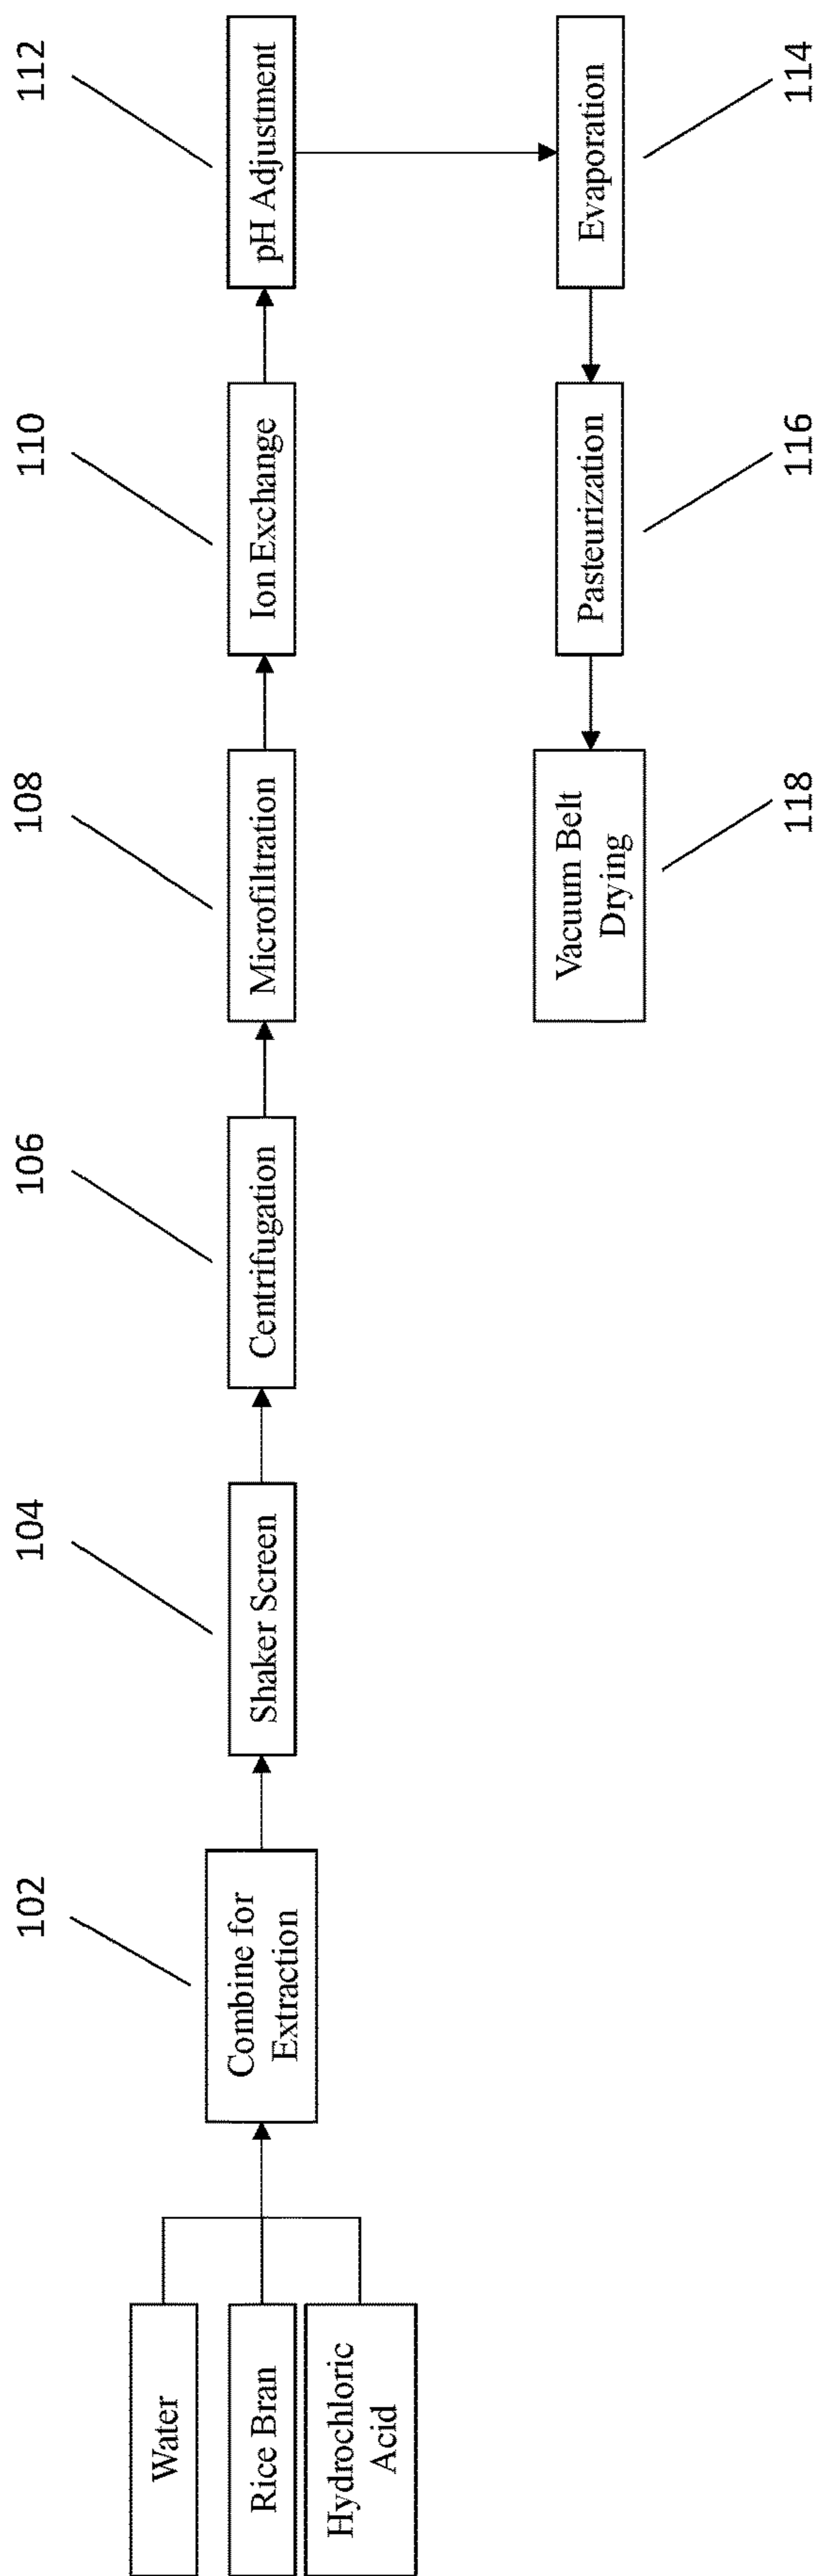 Water
Rice Bran
Hydrochloric
Acid
102
Combine for
Extraction
104
Shaker Screen
106
Centrifugation
108
Microfiltration
110
Ion Exchange
112
pH Adjustment
Evaporation
114
Pasteurization
116
Vacuum Belt
Drying
118